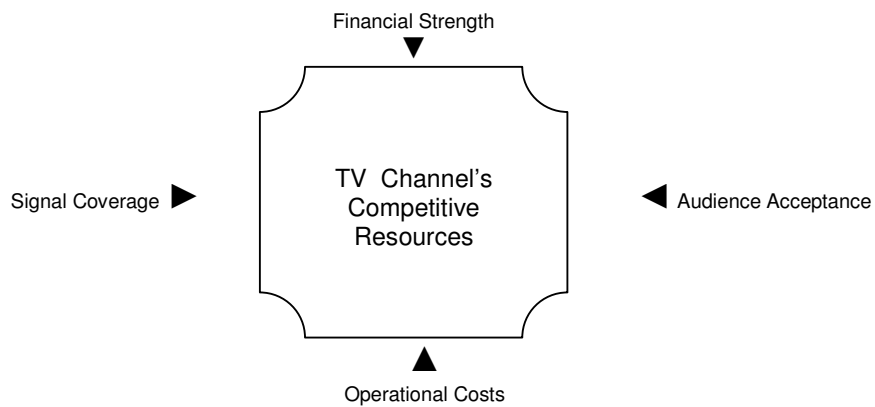 Financial Strength
Signal Coverage
TV Channel's
Competitive
Resources
Audience Acceptance
Operational Costs